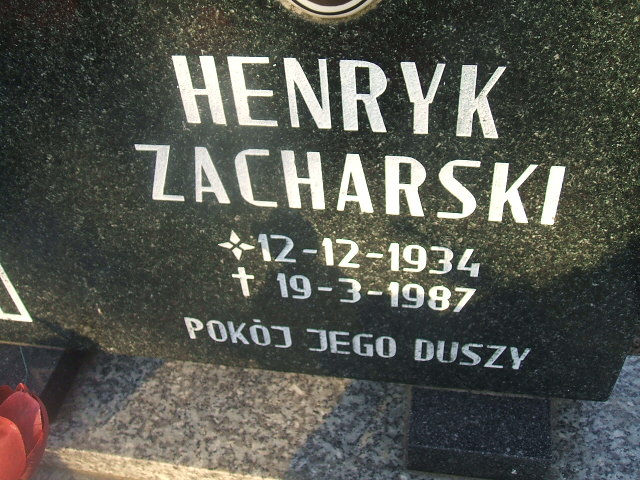 HENRYK
ZACHARSKI
12-12-1934
19-3-1987
POKÓJ JEGO DUSZY